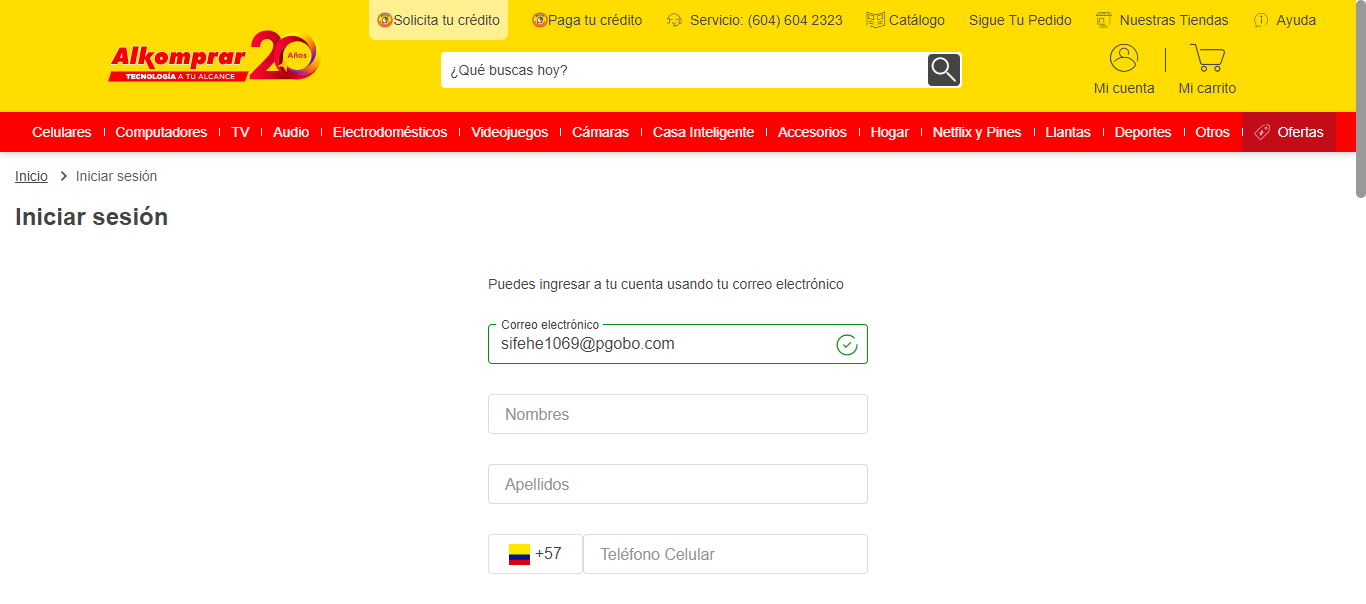 Solicita tu crédito Paga tu crédito Servicio: (604) 604 2323 Catálogo Sigue Tu Pedido Nuestras Tiendas Ayuda
Alkomprar 20 Años
TECNOLOGÍA A TU ALCANCE
¿Qué buscas hoy?
Mi cuenta Mi carrito
Celulares Computadores TV Audio Electrodomésticos Videojuegos Cámaras Casa Inteligente Accesorios Hogar Netflix y Pines Llantas Deportes Otros Ofertas
Inicio Iniciar sesión
Iniciar sesión
Puedes ingresar a tu cuenta usando tu correo electrónico
Correo electrónico
sifehe1069@pgobo.com
Nombres
Apellidos
+57 Teléfono Celular